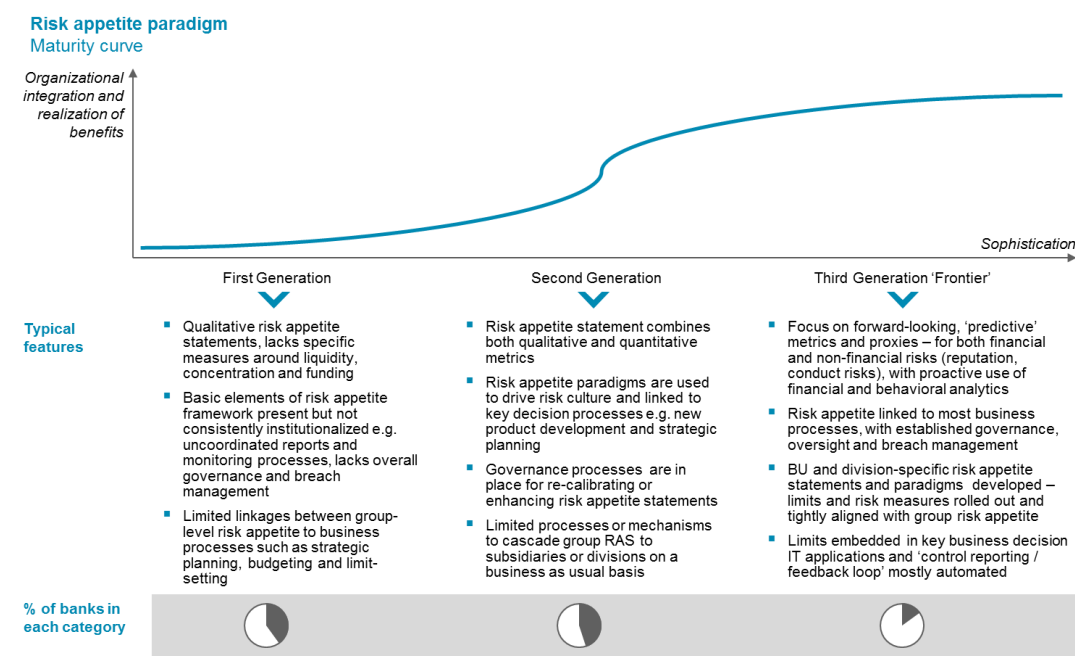 Risk appetite paradigm
Maturity curve
Organizational
integration and
realization of
benefits
Sophistication
First Generation
Second Generation
Third Generation ‘Frontier’
Typical
features
▪ Qualitative risk appetite
statements, lacks specific
measures around liquidity,
concentration and funding
▪ Basic elements of risk appetite
framework present but not
consistently institutionalized e.g.
uncoordinated reports and
monitoring processes, lacks overall
governance and breach
management
▪ Limited linkages between group-
level risk appetite to business
processes such as strategic
planning, budgeting and limit-
setting
▪ Risk appetite statement combines
both qualitative and quantitative
metrics
▪ Risk appetite paradigms are used
to drive risk culture and linked to
key decision processes e.g. new
product development and strategic
planning
▪ Governance processes are in
place for re-calibrating or
enhancing risk appetite statements
▪ Limited processes or mechanisms
to cascade group RAS to
subsidiaries or divisions on a
business as usual basis
▪ Focus on forward-looking, ‘predictive’
metrics and proxies – for both financial
and non-financial risks (reputation,
conduct risks), with proactive use of
financial and behavioral analytics
▪ Risk appetite linked to most business
processes, with established governance,
oversight and breach management
▪ BU and division-specific risk appetite
statements and paradigms developed –
limits and risk measures rolled out and
tightly aligned with group risk appetite
▪ Limits embedded in key business decision
IT applications and ‘control reporting /
feedback loop’ mostly automated
% of banks in
each category